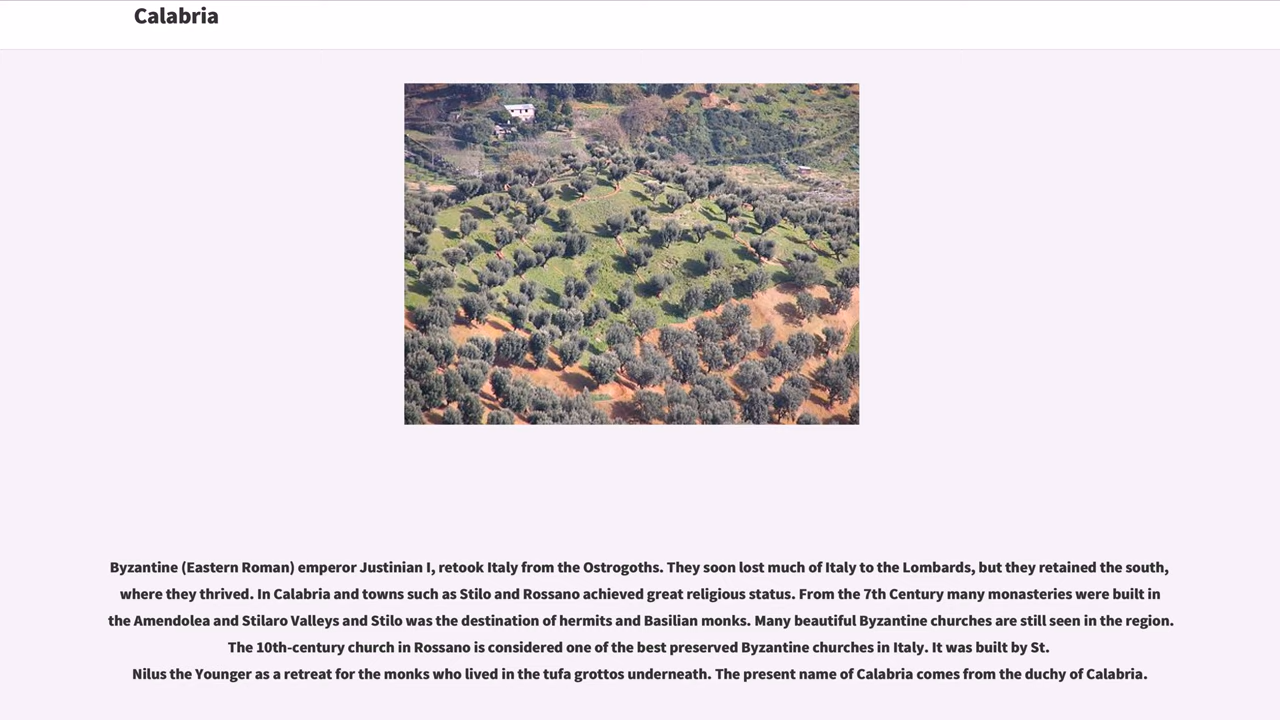 Calabria
Byzantine (Eastern Roman) emperor Justinian I, retook Italy from the Ostrogoths. They soon lost much of Italy to the Lombards, but they retained the south,
where they thrived. In Calabria and towns such as Stilo and Rossano achieved great religious status. From the 7th Century many monasteries were built in
the Amendolea and Stilaro Valleys and Stilo was the destination of hermits and Basilian monks. Many beautiful Byzantine churches are still seen in the region.
The 10th-century church in Rossano is considered one of the best preserved Byzantine churches in Italy. It was built by St.
Nilus the Younger as a retreat for the monks who lived in the tufa grottos underneath. The present name of Calabria comes from the duchy of Calabria.